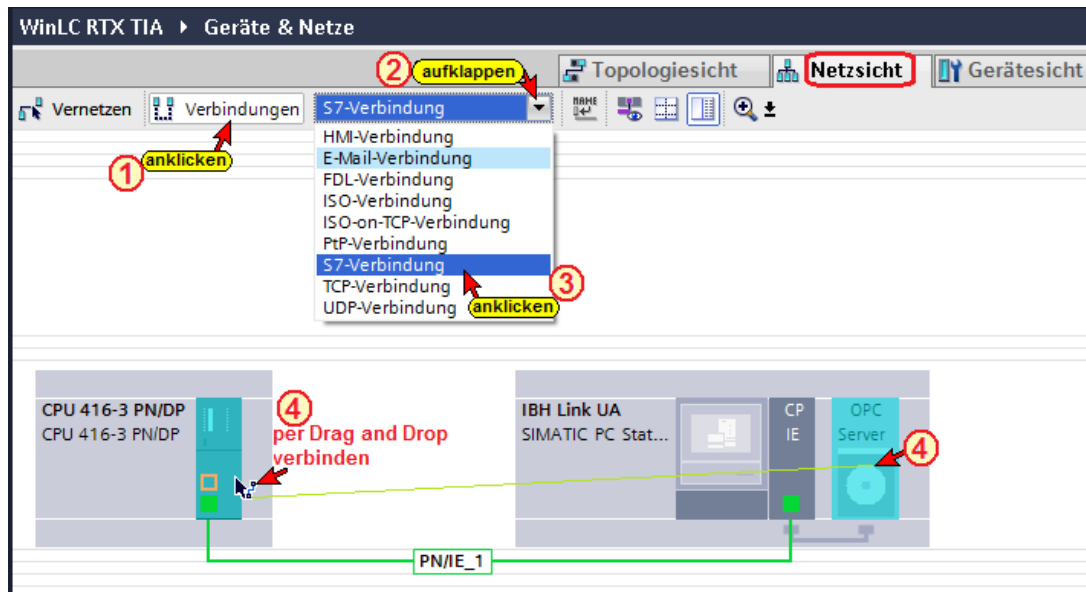 WinLC RTX TIA ▸ Geräte & Netze
2 aufklappen Topologiesicht Netzsicht Gerätesicht
Vernetzen Verbindungen S7-Verbindung NAME
HMI-Verbindung
1 anklicken E-Mail-Verbindung
FDL-Verbindung
ISO-Verbindung
ISO-on-TCP-Verbindung
PtP-Verbindung
S7-Verbindung
TCP-Verbindung 3
UDP-Verbindung anklicken
CPU 416-3 PN/DP
CPU 416-3 PN/DP
4
per Drag and Drop
verbinden
IBH Link UA
SIMATIC PC Stat...
CP
IE
OPC
Server
4
PN/IE_1